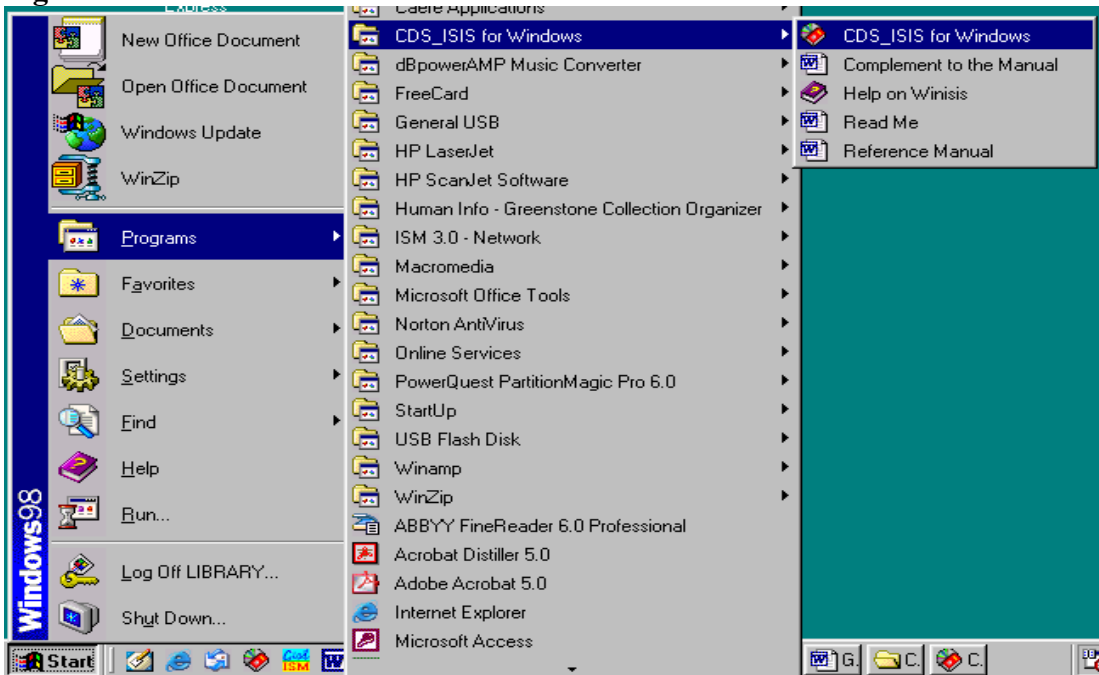 Express
New Office Document
Open Office Document
Windows Update
WinZip
Programs
Favorites
Documents
Settings
Find
Help
Run...
Log Off LIBRARY...
Shut Down...
Windows98
Caere Applications
CDS_ISIS for Windows
dBpowerAMP Music Converter
FreeCard
General USB
HP LaserJet
HP ScanJet Software
Human Info - Greenstone Collection Organizer
ISM 3.0 - Network
Macromedia
Microsoft Office Tools
Norton AntiVirus
Online Services
PowerQuest PartitionMagic Pro 6.0
StartUp
USB Flash Disk
Winamp
WinZip
ABBYY FineReader 6.0 Professional
Acrobat Distiller 5.0
Adobe Acrobat 5.0
Internet Explorer
Microsoft Access
CDS_ISIS for Windows
Complement to the Manual
Help on Winisis
Read Me
Reference Manual
Start
ISM
G.
C.
C.